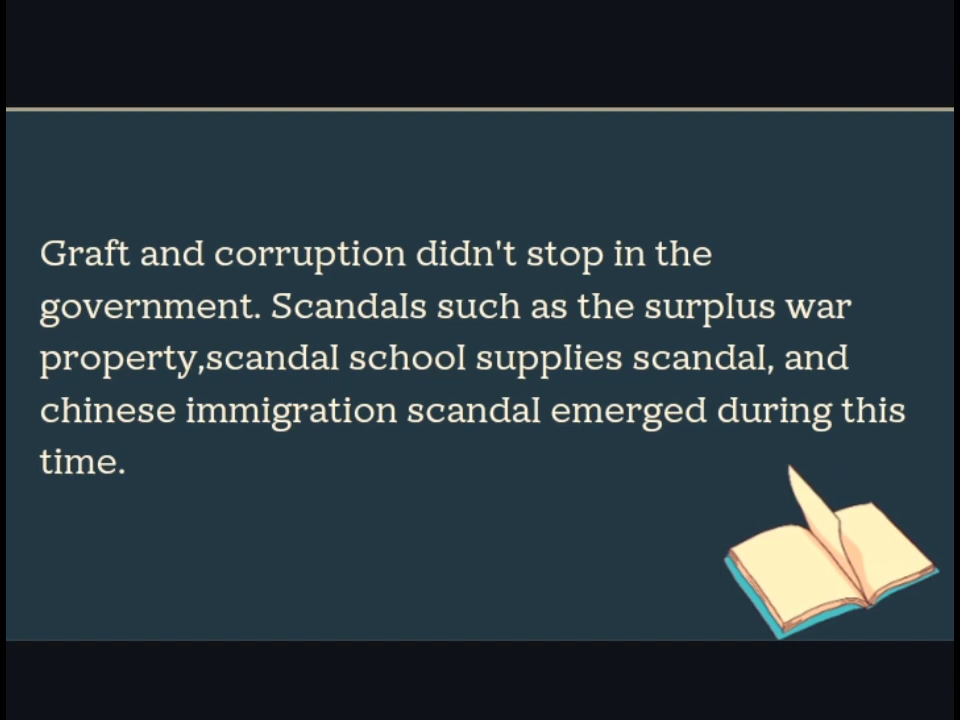 Graft and corruption didn't stop in the
government. Scandals such as the surplus war
property,scandal school supplies scandal, and
chinese immigration scandal emerged during this
time.